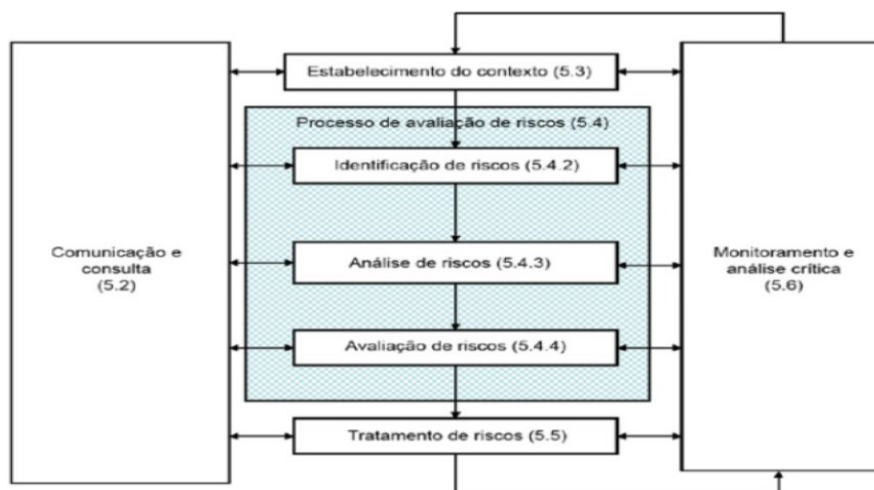 Estabelecimento do contexto (5.3)
Processo de avaliação de riscos (5.4)
Identificação de riscos (5.4.2)
Comunicação e
consulta
(5.2)
Análise de riscos (5.4.3)
Monitoramento e
análise crítica
(5.6)
Avaliação de riscos (5.4.4)
Tratamento de riscos (5.5)